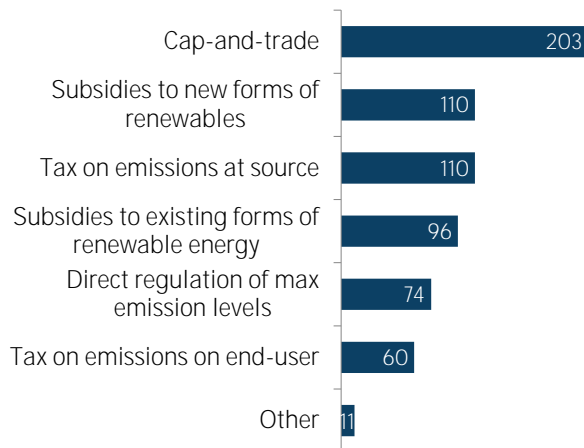 Cap-and-trade 203
Subsidies to new forms of
renewables 110
Tax on emissions at source 110
Subsidies to existing forms of
renewable energy 96
Direct regulation of max
emission levels 74
Tax on emissions on end-user 60
Other 11